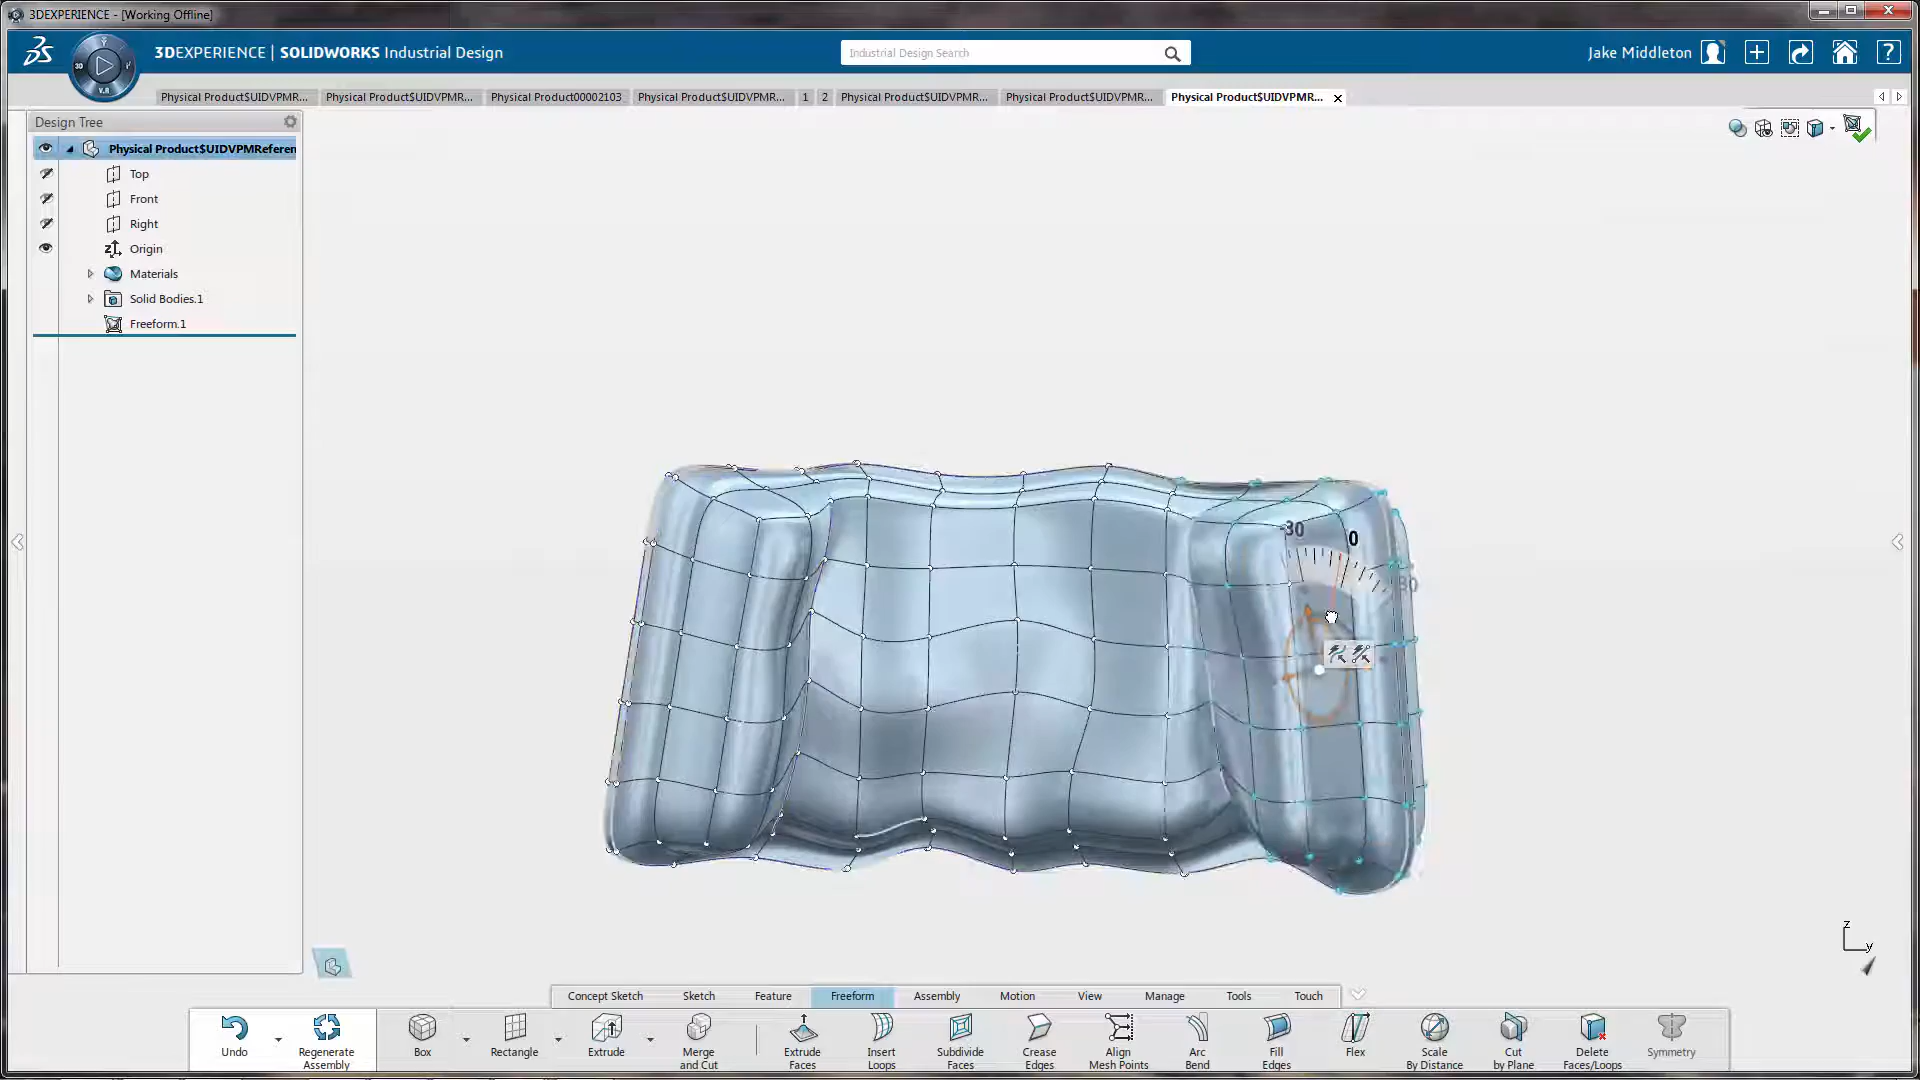 3DEXPERIENCE - [Working Offline]
3DEXPERIENCE | SOLIDWORKS Industrial Design
Industrial Design Search
Jake Middleton
3D
V.R
Physical Product$UIDVPMR...
Physical Product$UIDVPMR...
Physical Product00002103
Physical Product$UIDVPMR...
1
2
Physical Product$UIDVPMR...
Physical Product$UIDVPMR...
Physical Product$UIDVPMR...
Design Tree
Physical Product$UIDVPMReferen
Top
Front
Right
Origin
Materials
Solid Bodies.1
Freeform.1
-30
0
30
z
y
Concept Sketch
Sketch
Feature
Freeform
Assembly
Motion
View
Manage
Tools
Touch
Undo
Regenerate
Assembly
Box
Rectangle
Extrude
Merge
and Cut
Extrude
Faces
Insert
Loops
Subdivide
Faces
Crease
Edges
Align
Mesh Points
Arc
Bend
Fill
Edges
Flex
Scale
By Distance
Cut
by Plane
Delete
Faces/Loops
Symmetry